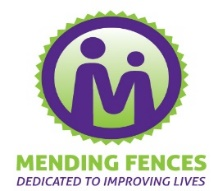 MENDING FENCES
DEDICATED TO IMPROVING LIVES